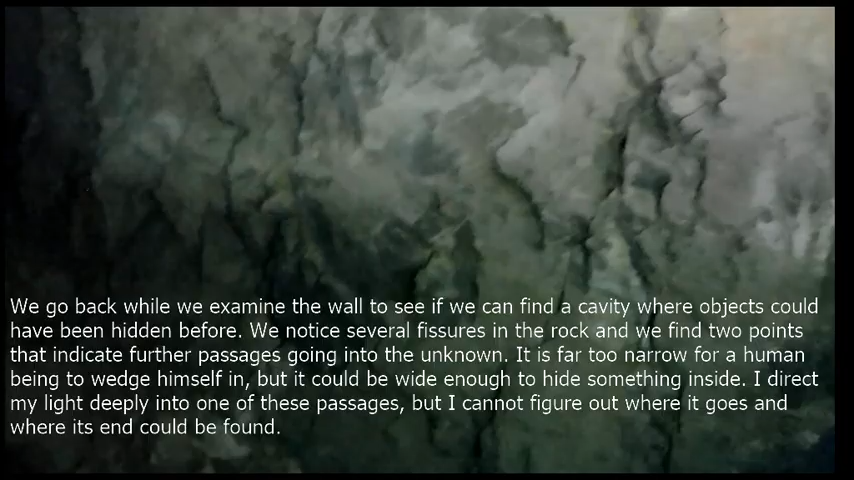 We go back while we examine the wall to see if we can find a cavity where objects could
have been hidden before. We notice several fissures in the rock and we find two points
that indicate further passages going into the unknown. It is far too narrow for a human
being to wedge himself in, but it could be wide enough to hide something inside. I direct
my light deeply into one of these passages, but I cannot figure out where it goes and
where its end could be found.